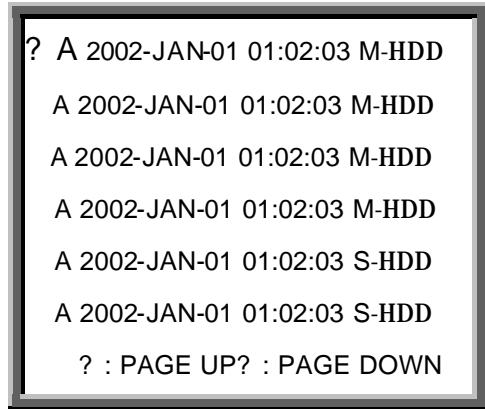 ? A 2002-JAN-01 01:02:03 M-HDD
A 2002-JAN-01 01:02:03 M-HDD
A 2002-JAN-01 01:02:03 M-HDD
A 2002-JAN-01 01:02:03 M-HDD
A 2002-JAN-01 01:02:03 S-HDD
A 2002-JAN-01 01:02:03 S-HDD
? : PAGE UP? : PAGE DOWN